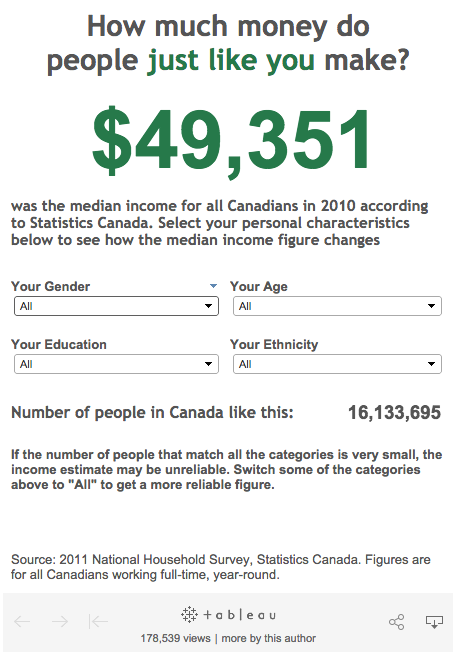 How much money do
people just like you make?
$49,351
was the median income for all Canadians in 2010 according
to Statistics Canada. Select your personal characteristics
below to see how the median income figure changes
Your Gender Your Age
All All
Your Education Your Ethnicity
All All
Number of people in Canada like this: 16,133,695
If the number of people that match all the categories is very small, the
income estimate may be unreliable. Switch some of the categories
above to "All" to get a more reliable figure.
Source: 2011 National Household Survey, Statistics Canada. Figures are
for all Canadians working full-time, year-round.
tableau
178,539 views | more by this author